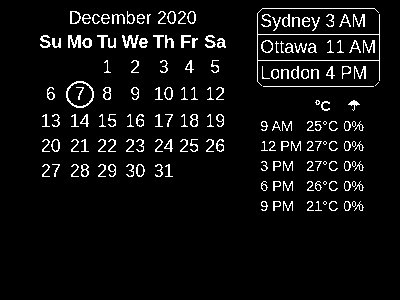 December 2020
Su Mo Tu We Th Fr Sa
1 2 3 4 5
6 7 8 9 10 11 12
13 14 15 16 17 18 19
20 21 22 23 24 25 26
27 28 29 30 31
Sydney 3 AM
Ottawa 11 AM
London 4 PM
°C ☂
9 AM 25°C 0%
12 PM 27°C 0%
3 PM 27°C 0%
6 PM 26°C 0%
9 PM 21°C 0%